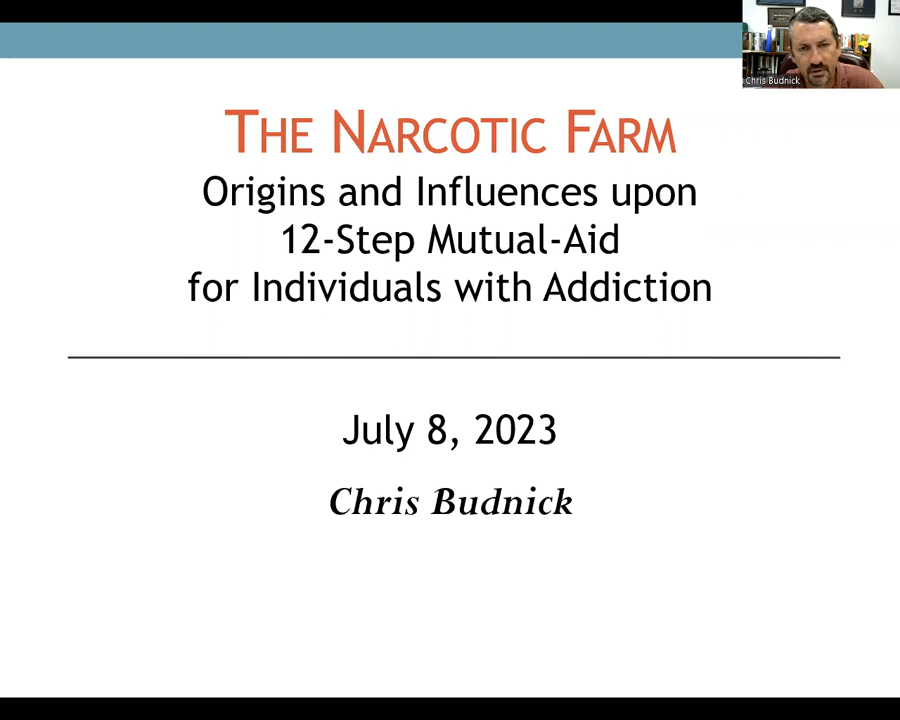 Chris Budnick
THE NARCOTIC FARM
Origins and Influences upon
12-Step Mutual-Aid
for Individuals with Addiction
July 8, 2023
Chris Budnick